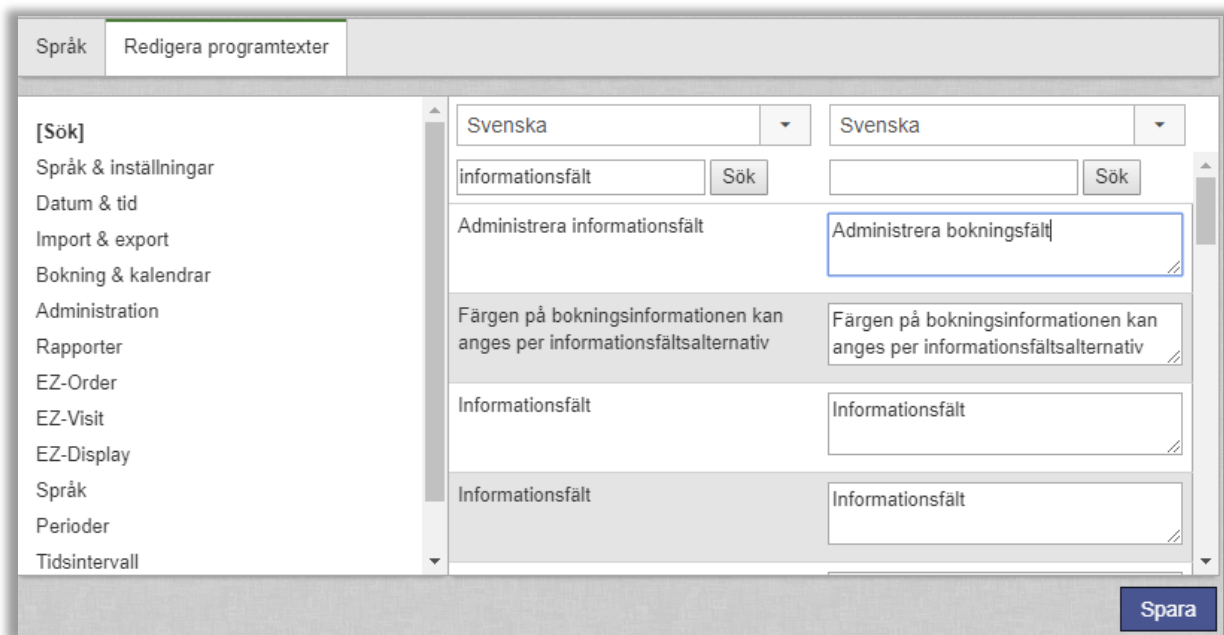 Språk
Redigera programtexter
[Sök]
Språk & inställningar
Datum & tid
Import & export
Bokning & kalendrar
Administration
Rapporter
EZ-Order
EZ-Visit
EZ-Display
Språk
Perioder
Tidsintervall
Svenska
Svenska
informationsfält
Sök
Sök
Administrera informationsfält
Administrera bokningsfält
Färgen på bokningsinformationen kan
anges per informationsfältsalternativ
Färgen på bokningsinformationen kan
anges per informationsfältsalternativ
Informationsfält
Informationsfält
Informationsfält
Informationsfält
Spara